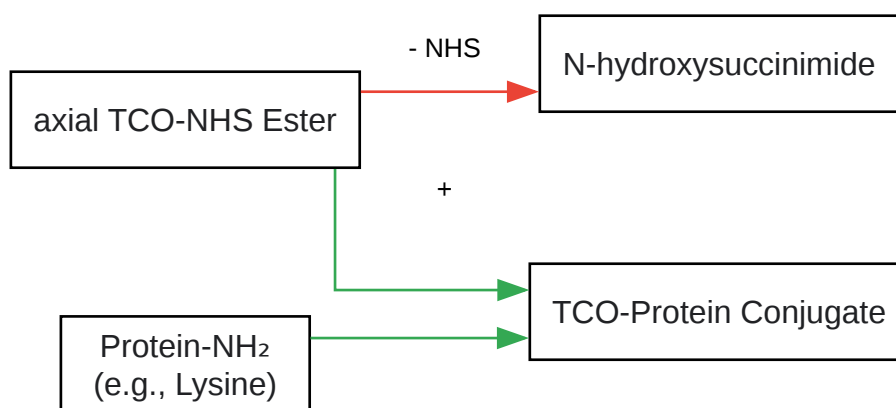 - NHS
N-hydroxysuccinimide
axial TCO-NHS Ester
+
TCO-Protein Conjugate
Protein-NH₂
(e.g., Lysine)